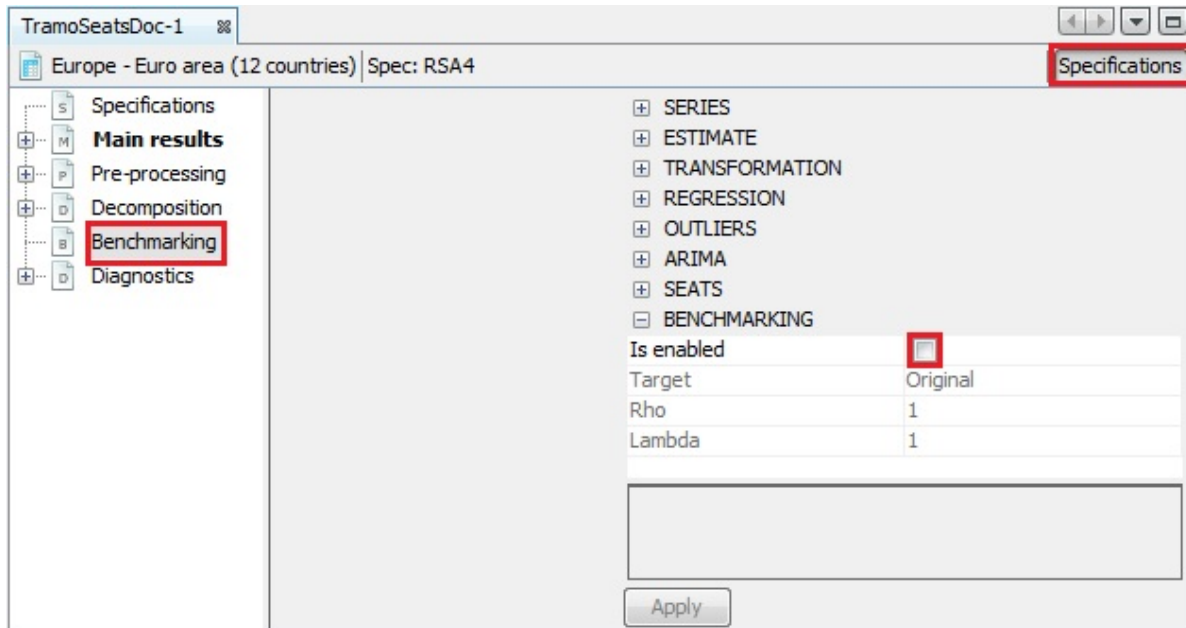 TramoSeatsDoc-1
Europe - Euro area (12 countries) Spec: RSA4
Specifications
S Specifications
M Main results
P Pre-processing
D Decomposition
B Benchmarking
D Diagnostics
SERIES
ESTIMATE
TRANSFORMATION
REGRESSION
OUTLIERS
ARIMA
SEATS
BENCHMARKING
Is enabled
Target Original
Rho 1
Lambda 1
Apply